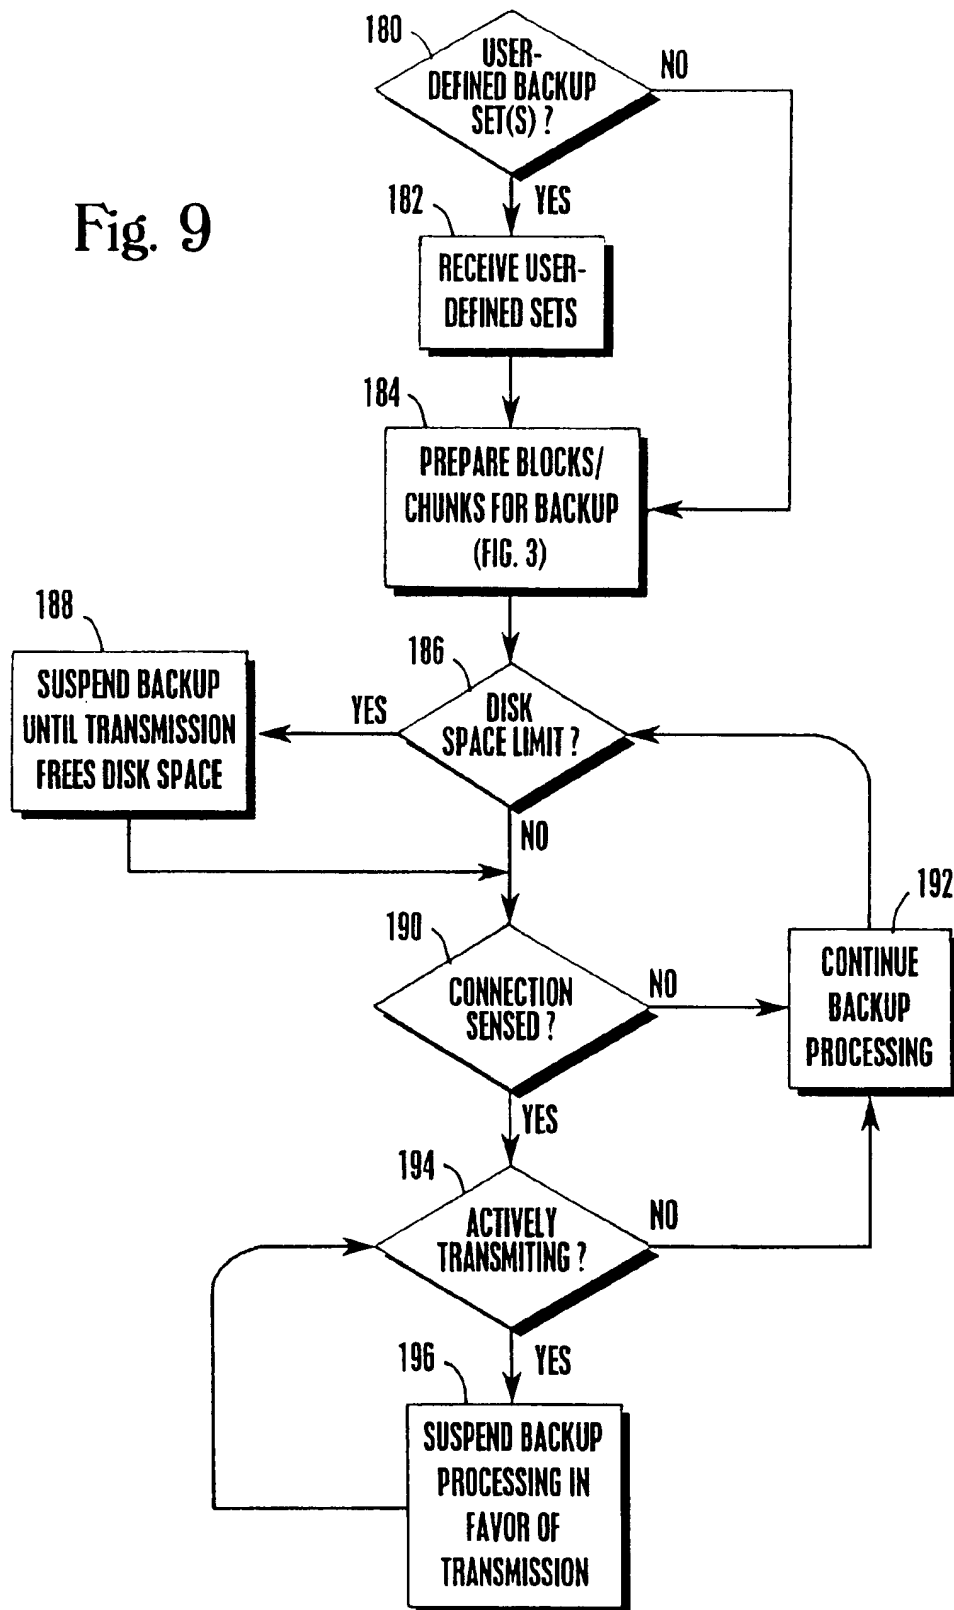 Fig. 9
180
USER-
DEFINED BACKUP
SET(S) ?
NO
YES
182
RECEIVE USER-
DEFINED SETS
184
PREPARE BLOCKS/
CHUNKS FOR BACKUP
(FIG. 3)
186
DISK
SPACE LIMIT ?
YES
NO
188
SUSPEND BACKUP
UNTIL TRANSMISSION
FREES DISK SPACE
190
CONNECTION
SENSED ?
NO
YES
192
CONTINUE
BACKUP
PROCESSING
194
ACTIVELY
TRANSMITING ?
NO
YES
196
SUSPEND BACKUP
PROCESSING IN
FAVOR OF
TRANSMISSION